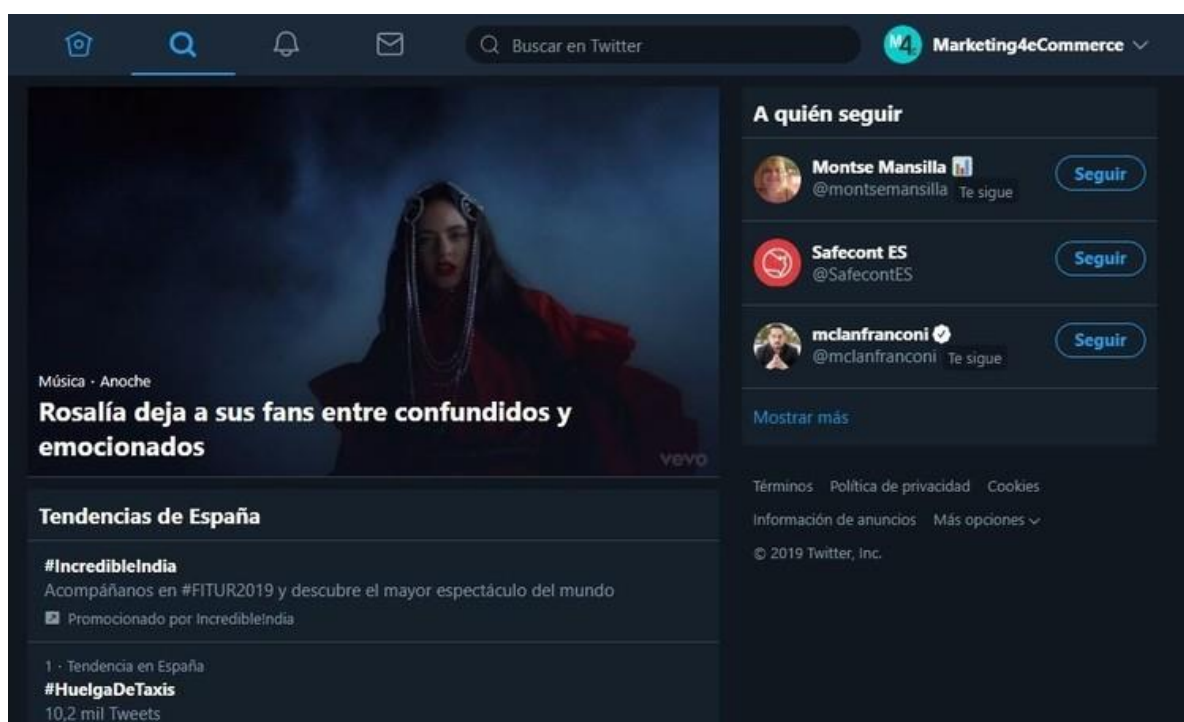 Buscar en Twitter
M4
Marketing4eCommerce
Música · Anoche
Rosalía deja a sus fans entre confundidos y
emocionados
vevo
Tendencias de España
#IncredibleIndia
Acompáñanos en #FITUR2019 y descubre el mayor espectáculo del mundo
Promocionado por IncredibleIndia
1 · Tendencia en España
#HuelgaDeTaxis
10,2 mil Tweets
A quién seguir
Montse Mansilla
@montsemansilla Te sigue
Seguir
Safecont ES
@SafecontES
Seguir
mclanfranconi
@mclanfranconi Te sigue
Seguir
Mostrar más
Términos Política de privacidad Cookies
Información de anuncios Más opciones
© 2019 Twitter, Inc.